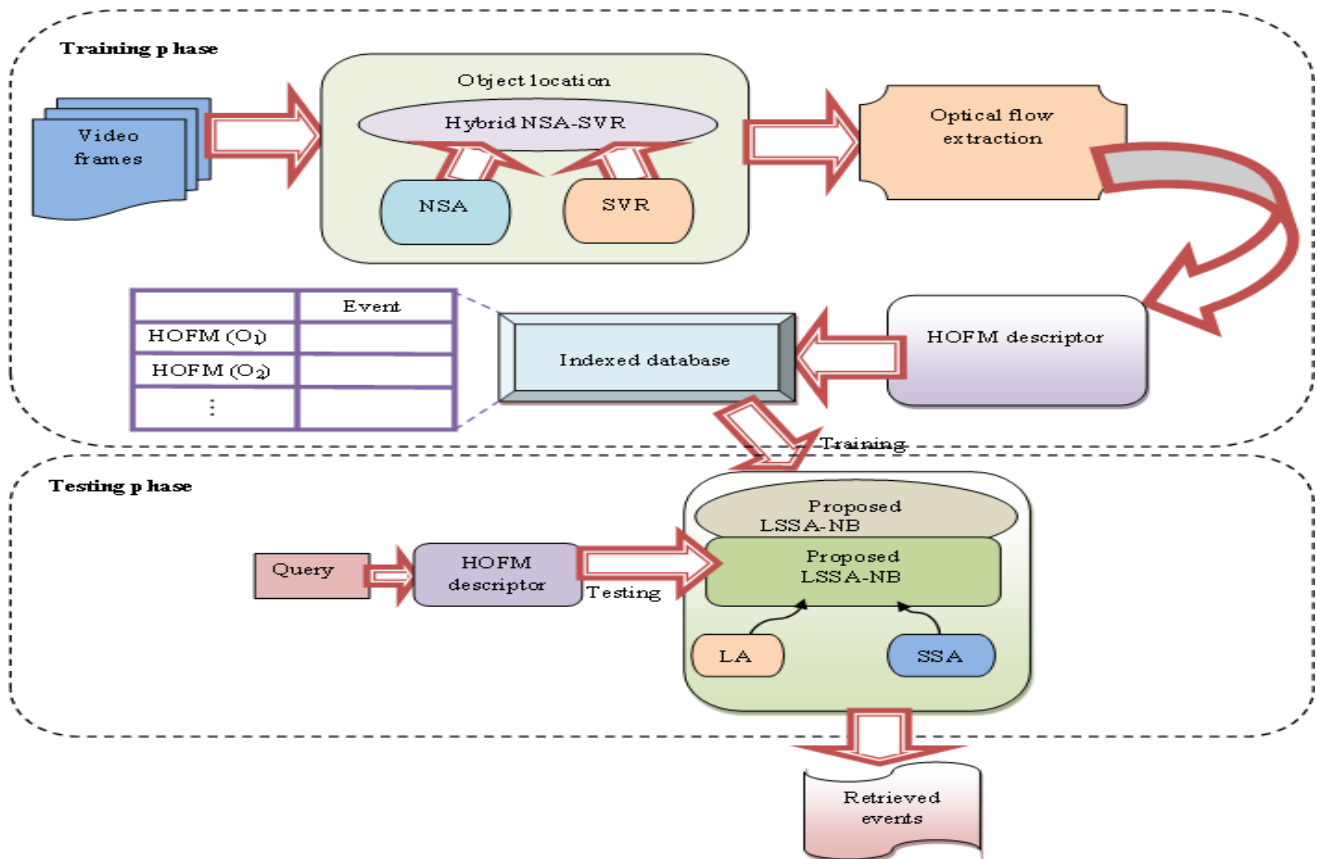 Training phase
Object location
Video
frames
Hybrid NSA-SVR
NSA
SVR
Optical flow
extraction
Event
HOFM (O1)
HOFM (O2)
⋮
Indexed database
HOFM descriptor
Training
Testing phase
Proposed
LSSA-NB
Query
HOFM
descriptor
Testing
Proposed
LSSA-NB
LA
SSA
Retrieved
events